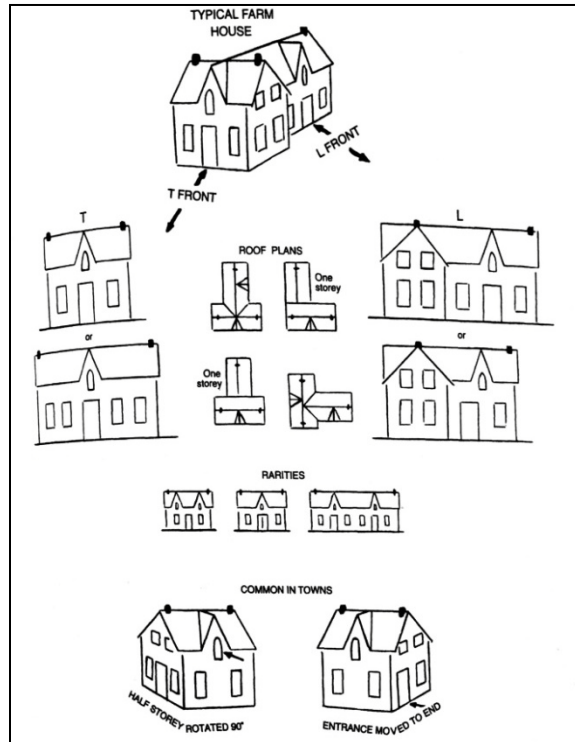 TYPICAL FARM
HOUSE
L FRONT
T FRONT
T
L
ROOF PLANS
One
storey
or
or
One
storey
RARITIES
COMMON IN TOWNS
HALF STOREY ROTATED 90°
ENTRANCE MOVED TO END